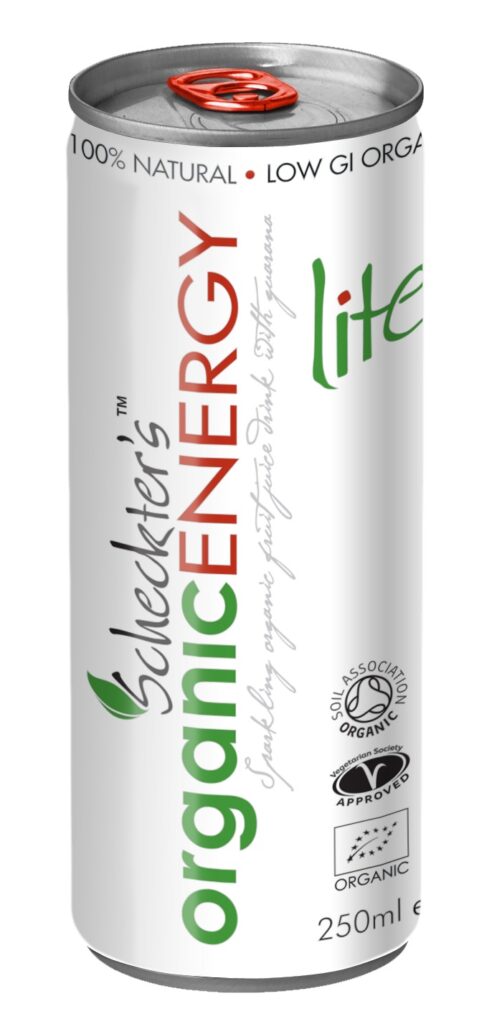 100% NATURAL • LOW GI ORGA
lite
Scheckter's™
organicENERGY
Sparkling organic fruit juice drink with guarana
SOIL ASSOCIATION
ORGANIC
Vegetarian Society
V
APPROVED
ORGANIC
250ml e